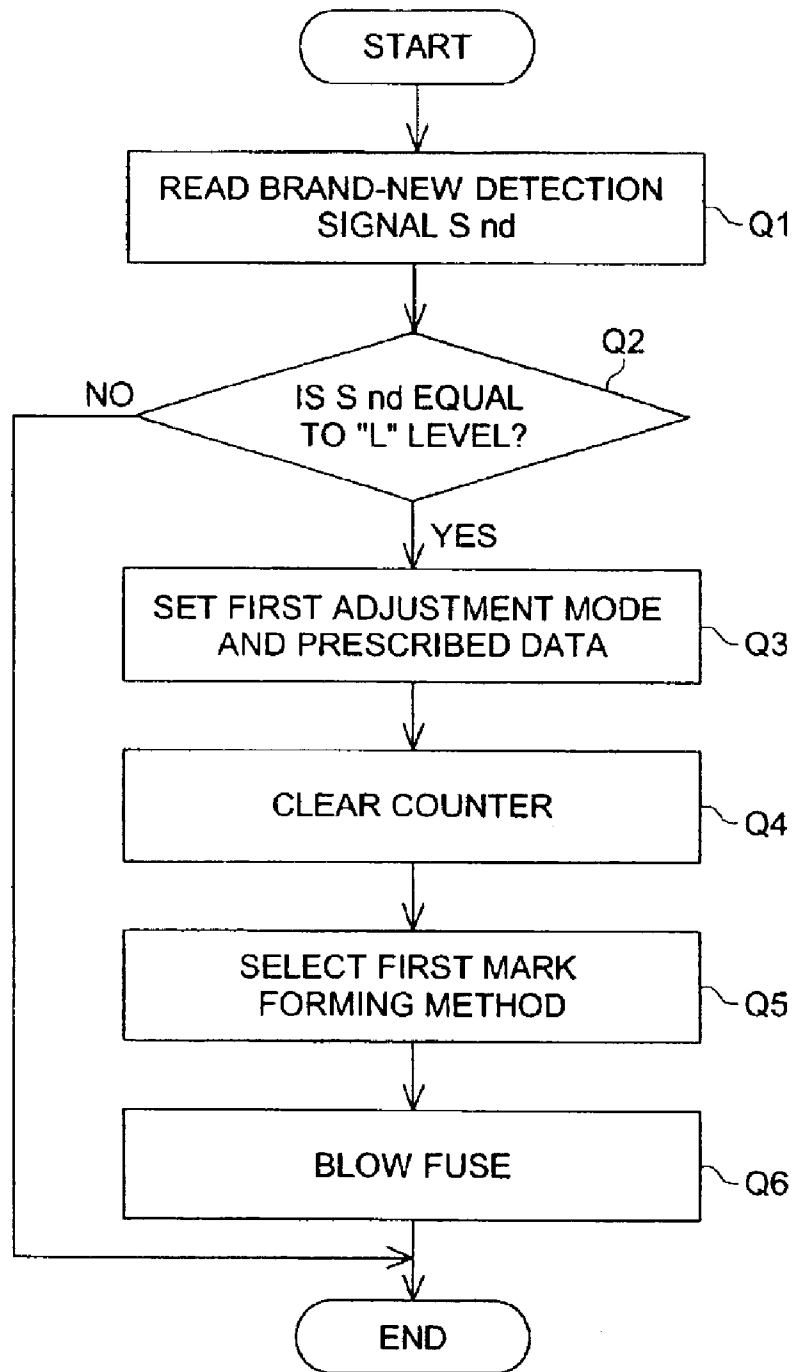 START
READ BRAND-NEW DETECTION
SIGNAL S nd
Q1
Q2
NO
IS S nd EQUAL
TO "L" LEVEL?
YES
SET FIRST ADJUSTMENT MODE
AND PRESCRIBED DATA
Q3
CLEAR COUNTER
Q4
SELECT FIRST MARK
FORMING METHOD
Q5
BLOW FUSE
Q6
END